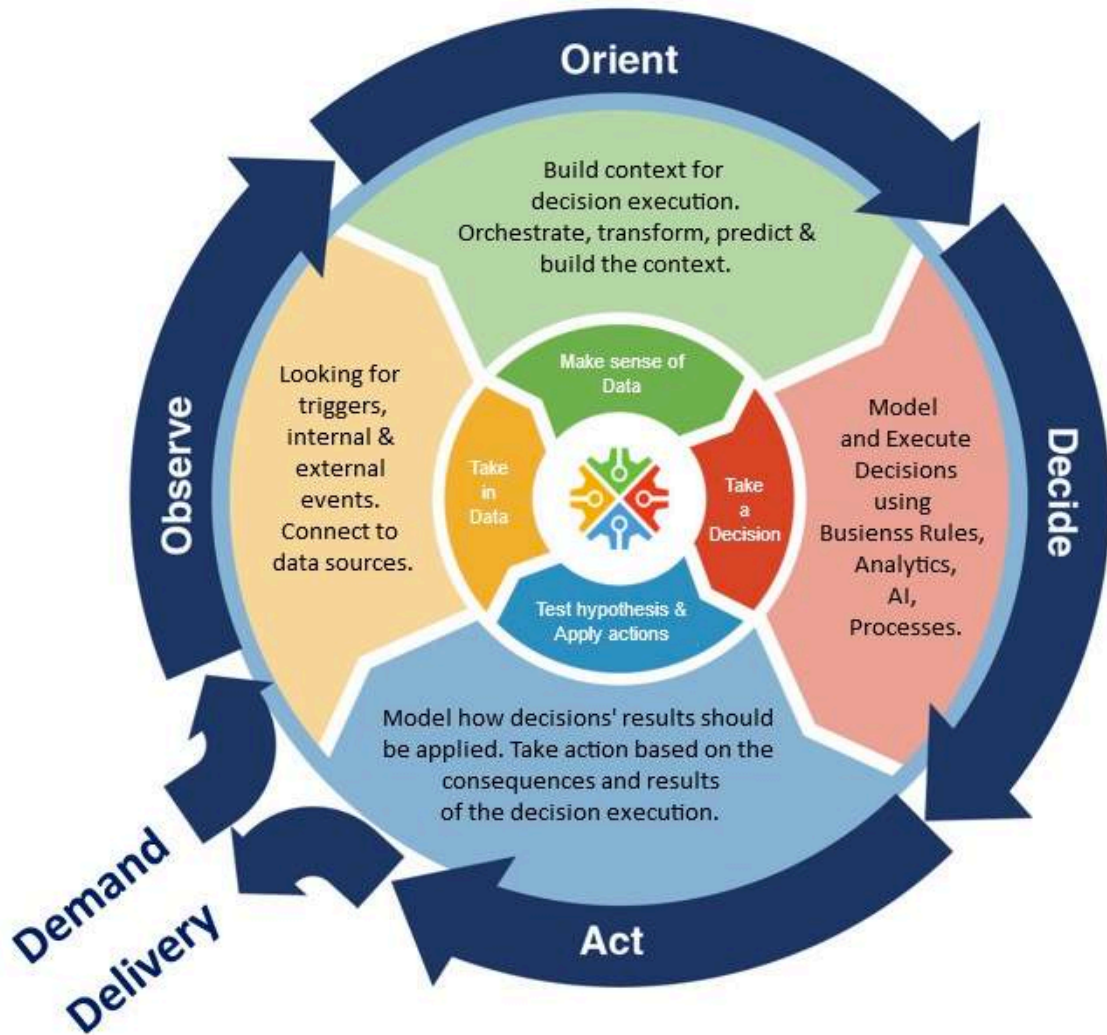 Orient
Build context for
decision execution.
Orchestrate, transform, predict &
build the context.
Make sense of
Data
Observe
Looking for
triggers,
internal &
external
events.
Connect to
data sources.
Take
in
Data
Take
a
Decision
Model
and Execute
Decisions
using
Busienss Rules,
Analytics,
AI,
Processes.
Decide
Test hypothesis &
Apply actions
Model how decisions' results should
be applied. Take action based on the
consequences and results
of the decision execution.
Act
Demand
Delivery